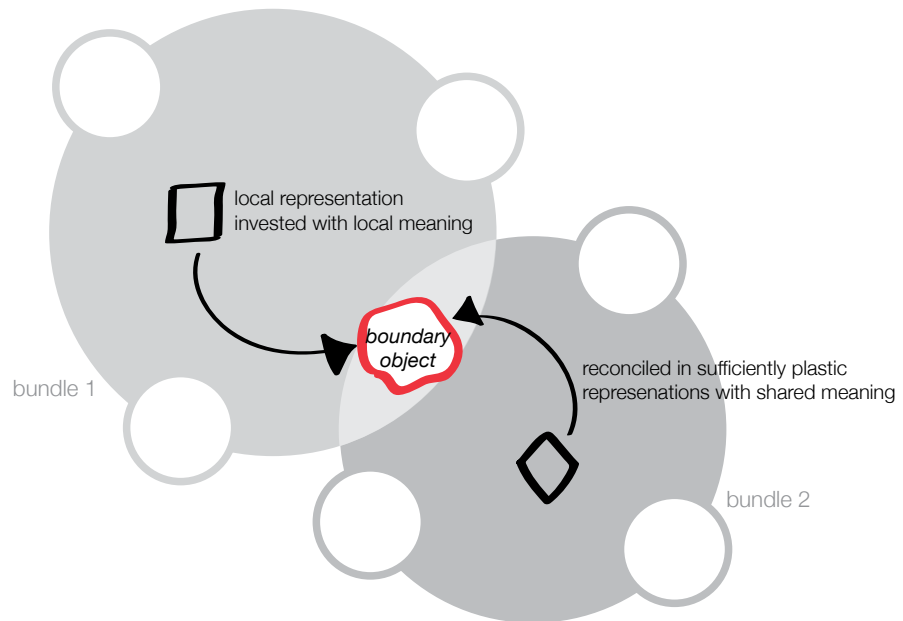 local representation
invested with local meaning
boundary
object
reconciled in sufficiently plastic
represenations with shared meaning
bundle 1
bundle 2